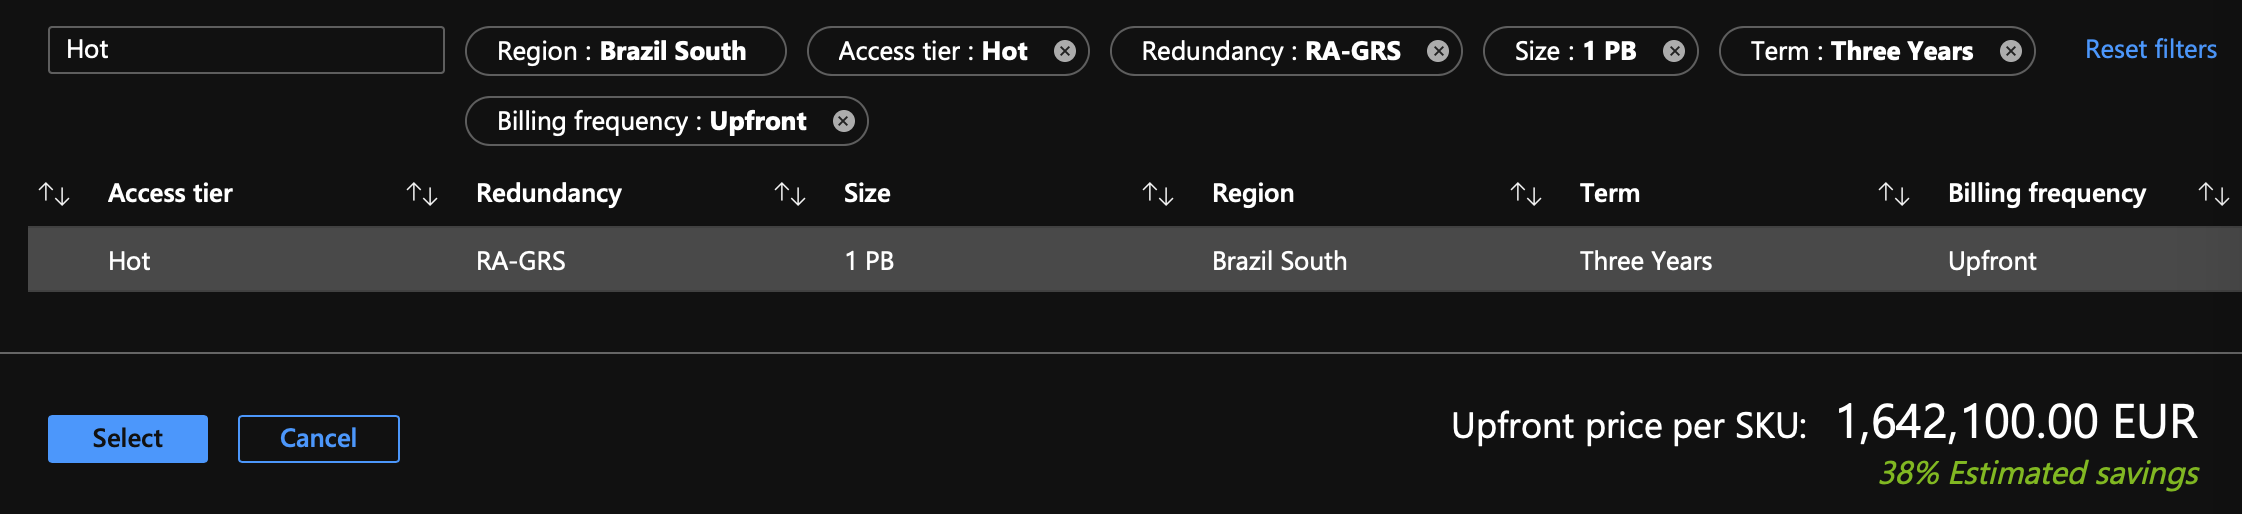 Hot
Region : Brazil South
Access tier : Hot
Redundancy : RA-GRS
Size : 1 PB
Term : Three Years
Reset filters
Billing frequency : Upfront
Access tier Redundancy Size Region Term Billing frequency
Hot RA-GRS 1 PB Brazil South Three Years Upfront
Select
Cancel
Upfront price per SKU: 1,642,100.00 EUR
38% Estimated savings